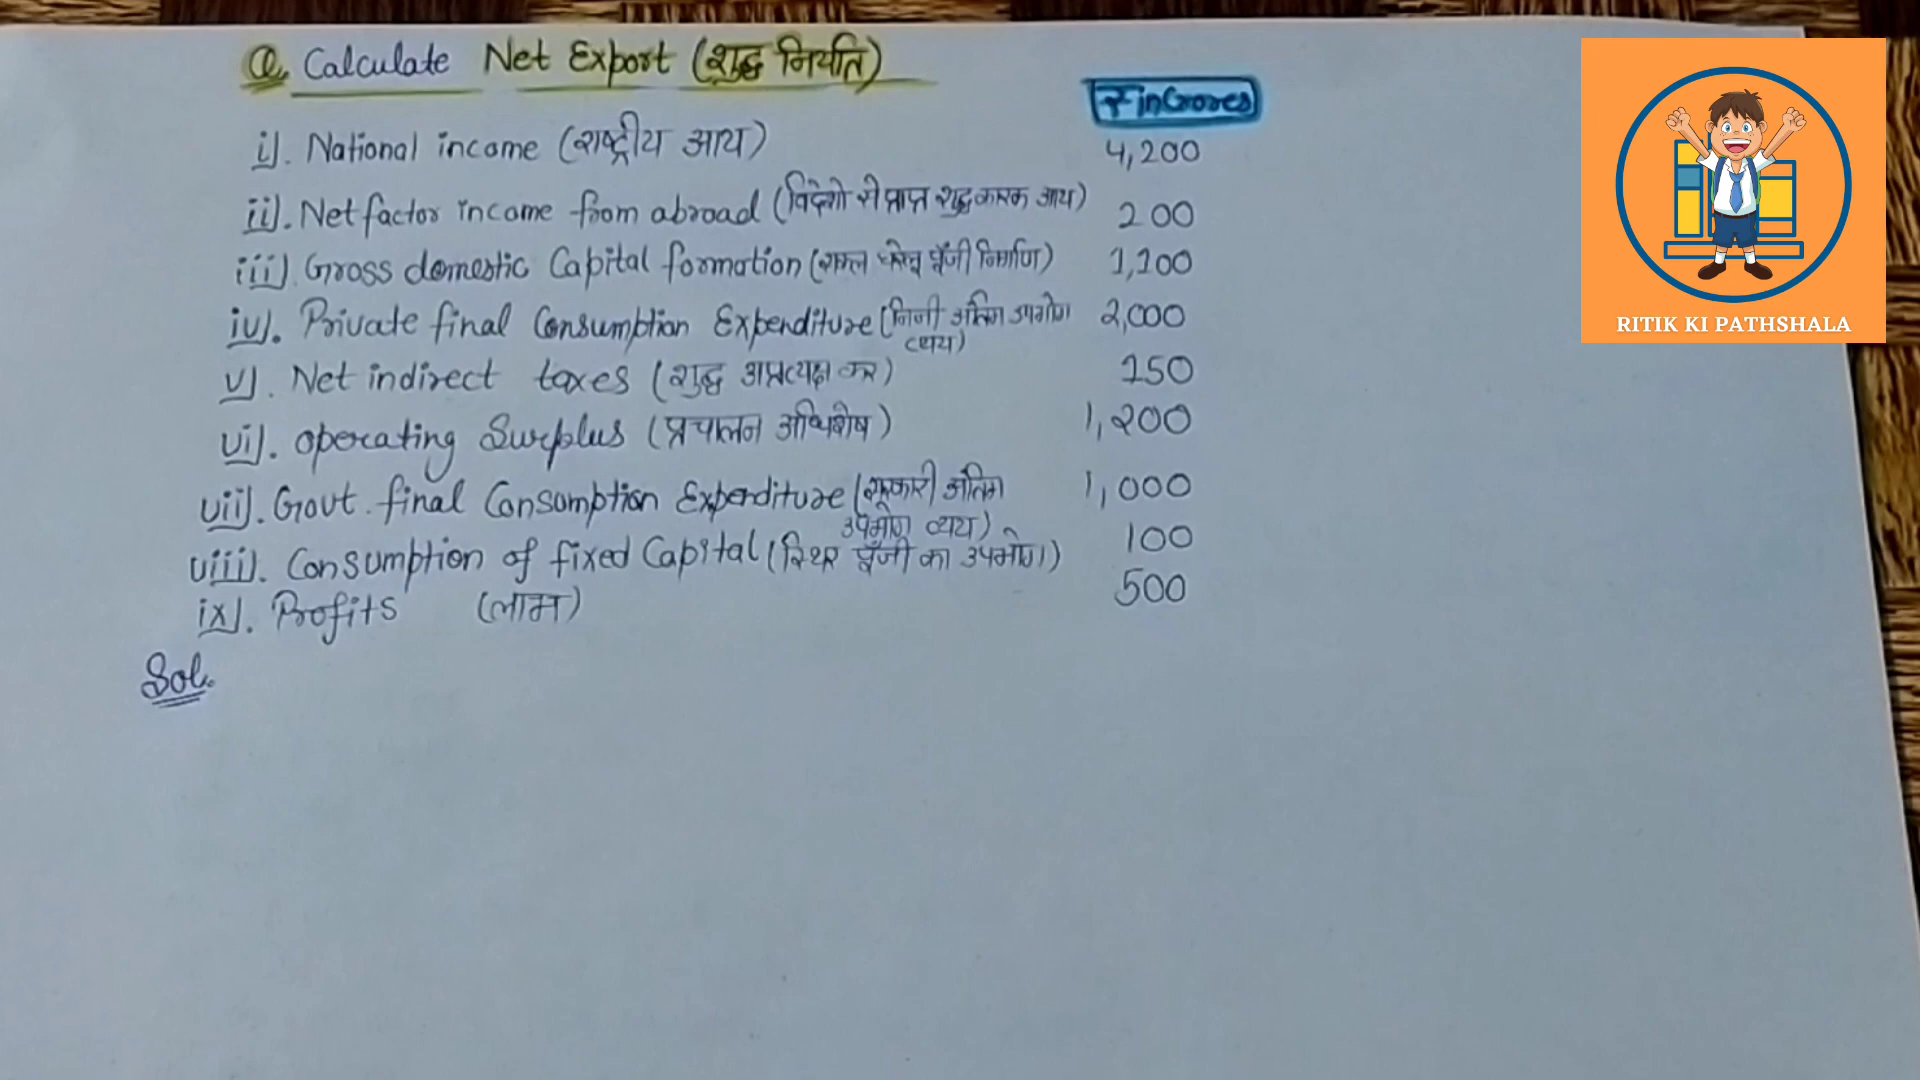 Q. Calculate Net Export (शुद्ध निर्यात)
₹ in Crores
i). National income (राष्ट्रीय आय) 4,200
ii). Net factor income from abroad (विदेशो से प्राप्त शुद्ध कारक आय) 200
iii). Gross domestic Capital formation (सकल घरेलू पूँजी निर्माण) 1,100
iv). Private final Consumption Expenditure (निजी अंतिम उपभोग व्यय) 2,000
v). Net indirect taxes (शुद्ध अप्रत्यक्ष कर) 150
vi). operating Surplus (प्रचालन अधिशेष) 1,200
vii). Govt. final Consumption Expenditure (सरकारी अंतिम उपभोग व्यय) 1,000
viii). Consumption of fixed Capital (स्थिर पूँजी का उपभोग) 100
ix). Profits (लाभ) 500
Sol.
RITIK KI PATHSHALA